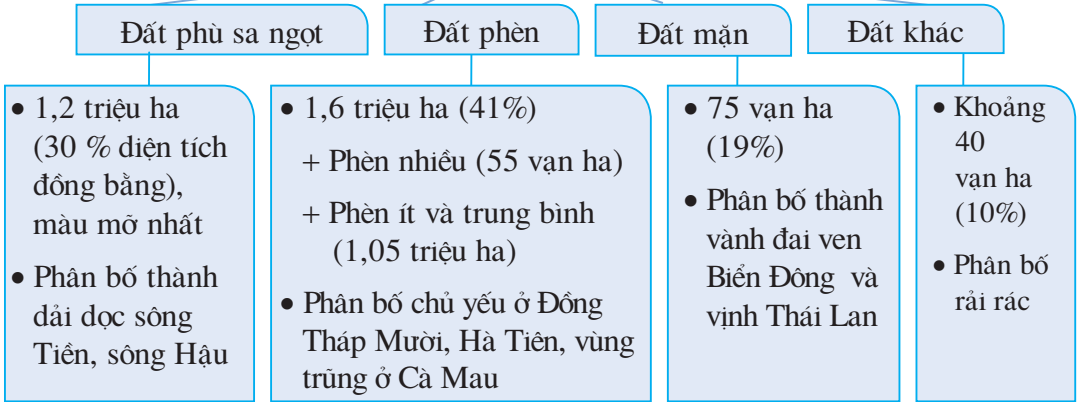 Đất phù sa ngọt
Đất phèn
Đất mặn
Đất khác
• 1,2 triệu ha
(30 % diện tích
đồng bằng),
màu mỡ nhất
• Phân bố thành
dải dọc sông
Tiền, sông Hậu
• 1,6 triệu ha (41%)
+ Phèn nhiều (55 vạn ha)
+ Phèn ít và trung bình
(1,05 triệu ha)
• Phân bố chủ yếu ở Đồng
Tháp Mười, Hà Tiên, vùng
trũng ở Cà Mau
• 75 vạn ha
(19%)
• Phân bố thành
vành đai ven
Biển Đông và
vịnh Thái Lan
• Khoảng
40
vạn ha
(10%)
• Phân bố
rải rác